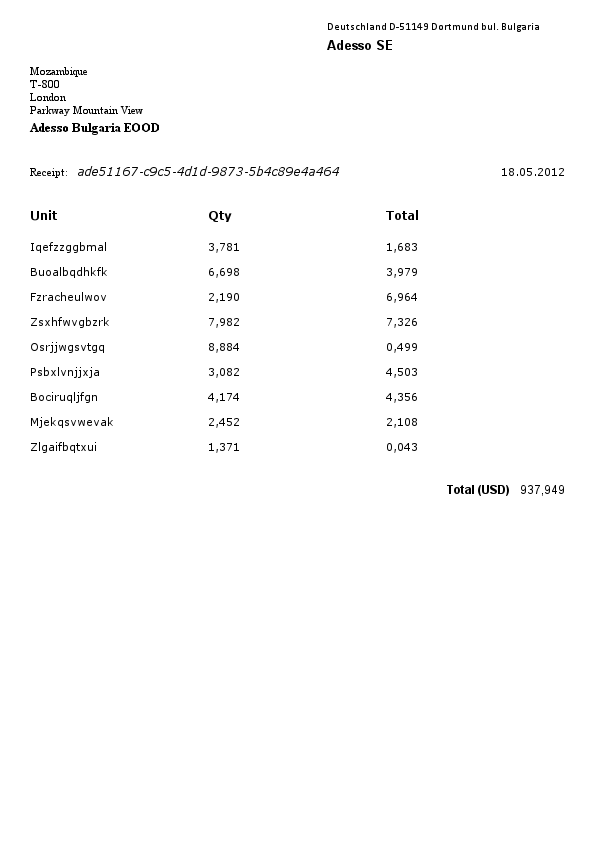 Deutschland D-51149 Dortmund bul. Bulgaria
Adesso SE
Mozambique
T-800
London
Parkway Mountain View
Adesso Bulgaria EOOD
Receipt: ade51167-c9c5-4d1d-9873-5b4c89e4a464 18.05.2012
Unit Qty Total
Iqefzzggbmal 3,781 1,683
Buoalbqdhkfk 6,698 3,979
Fzracheulwov 2,190 6,964
Zsxhfwvgbzrk 7,982 7,326
Osrjjwgsvtgq 8,884 0,499
Psbxlvnjjxja 3,082 4,503
Bociruqljfgn 4,174 4,356
Mjekqsvwevak 2,452 2,108
Zlgaifbqtxui 1,371 0,043
Total (USD) 937,949